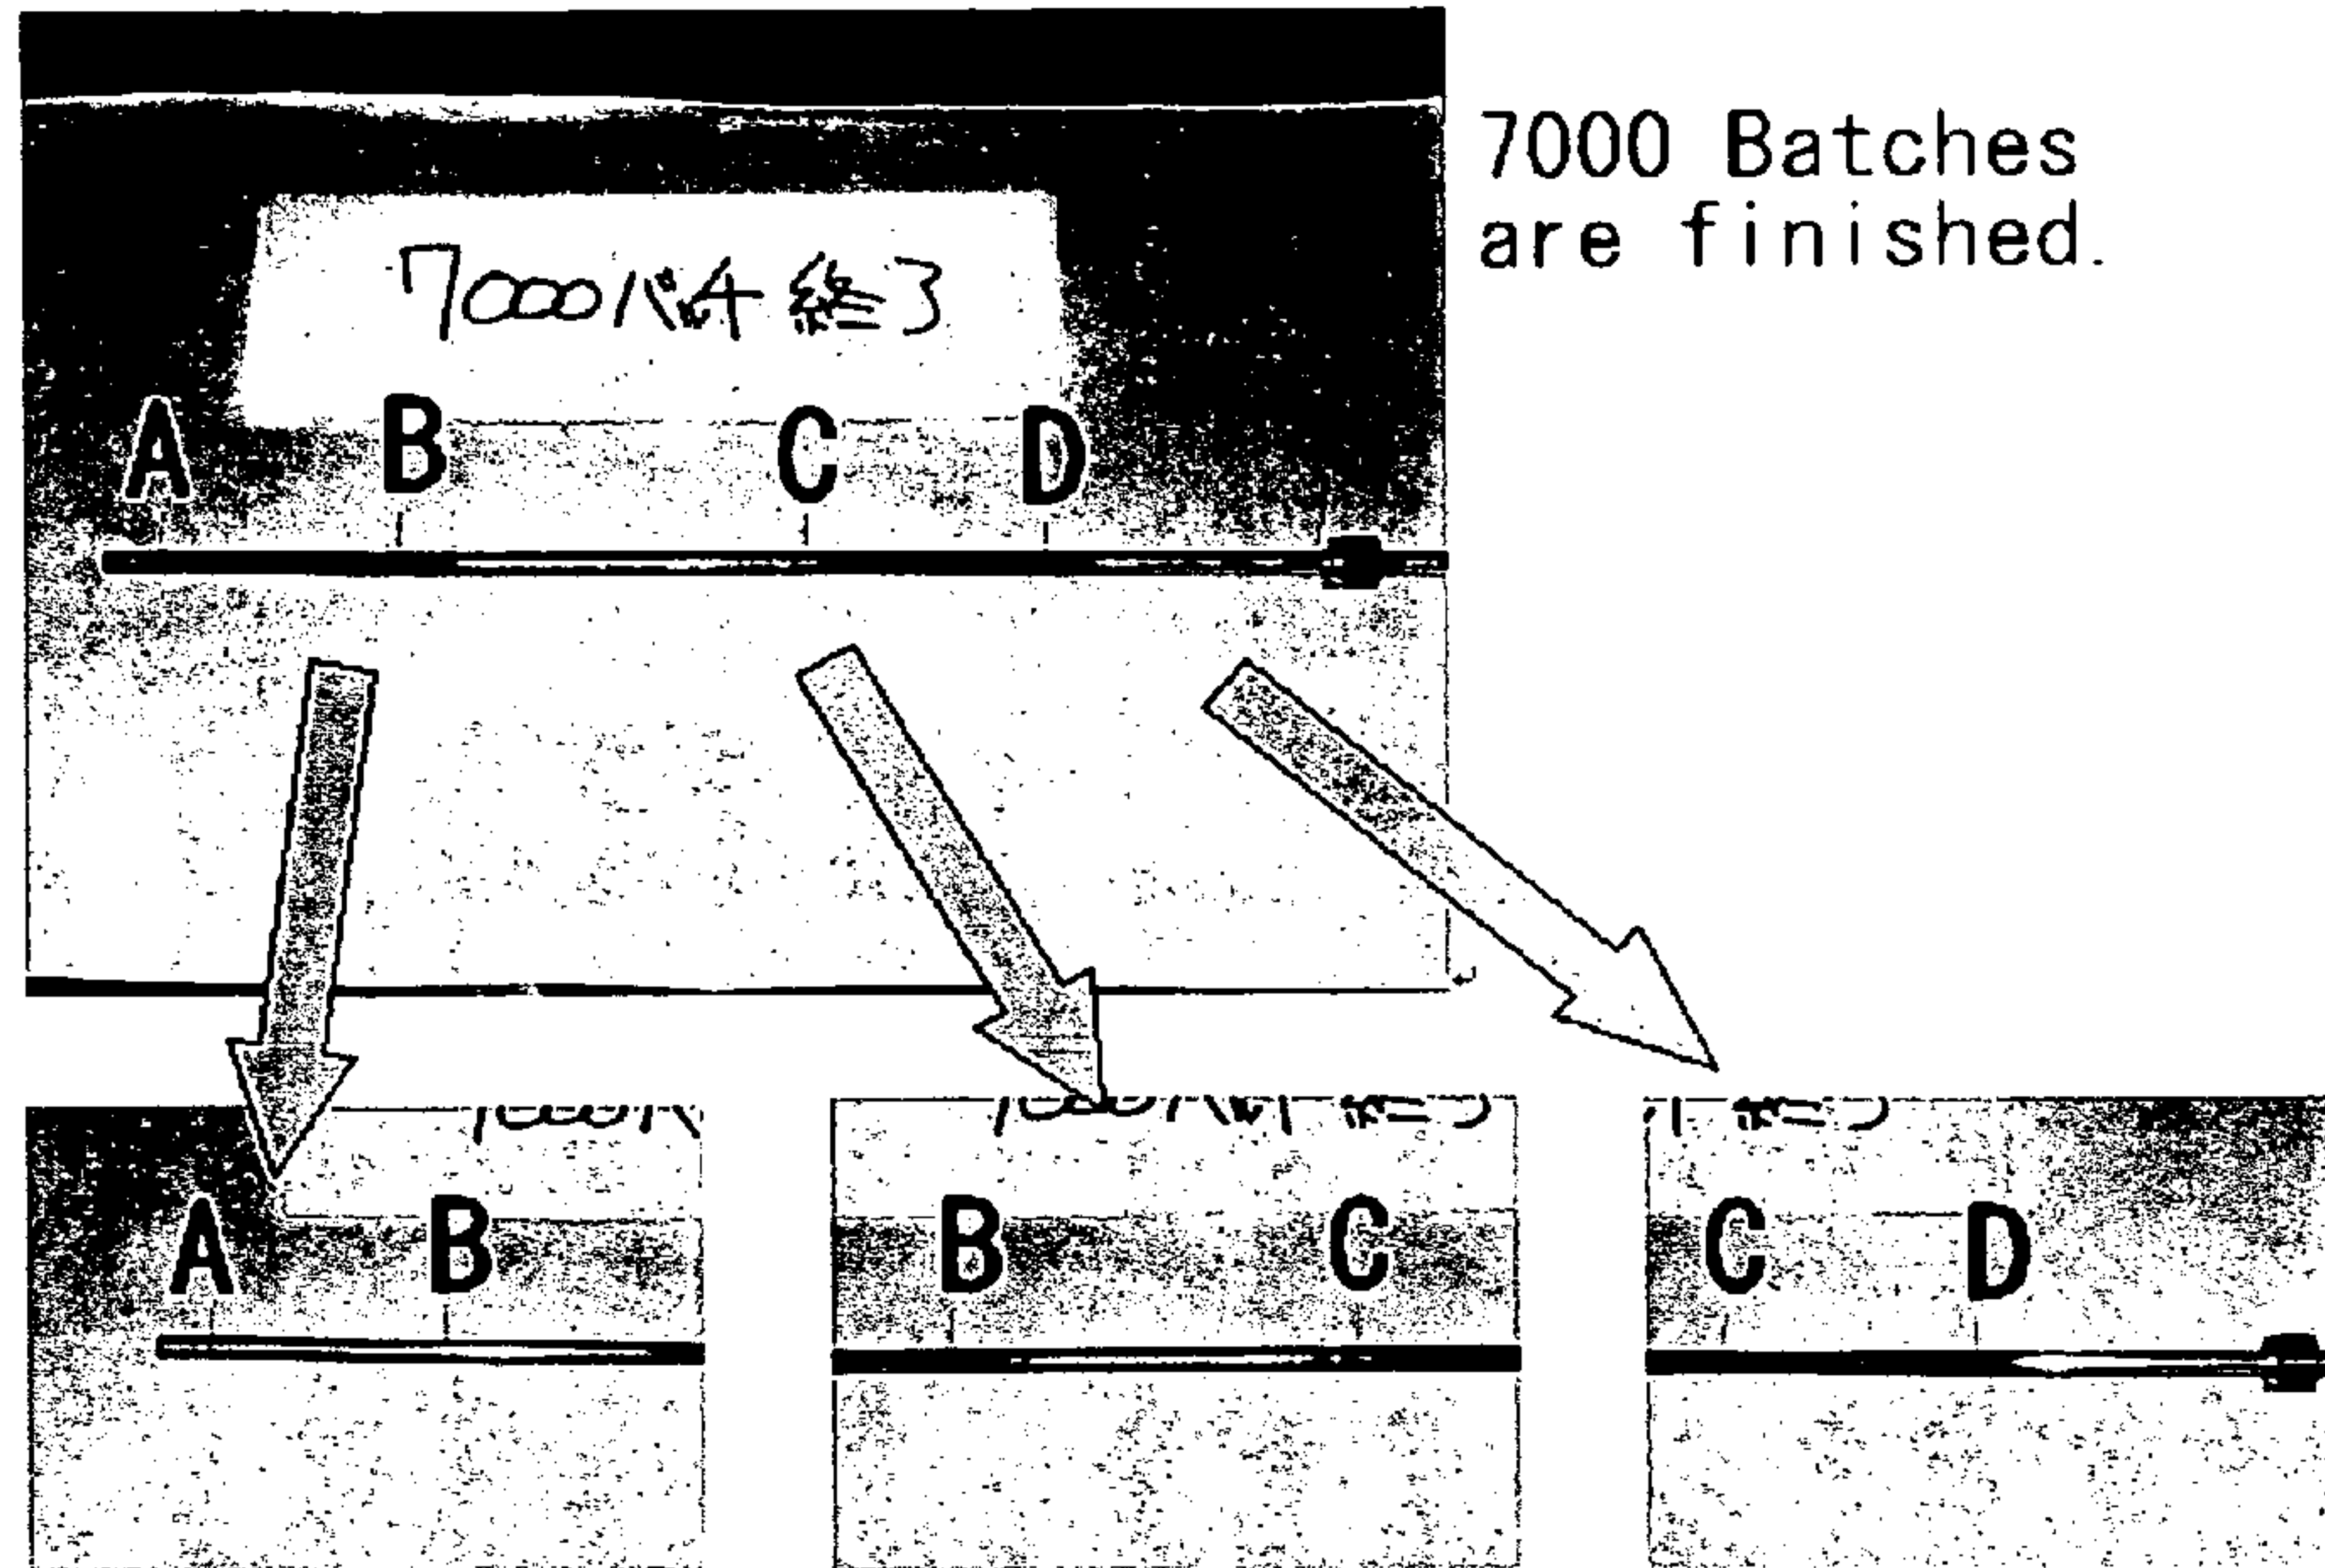 7000 Batches
are finished.
7000バッチ終了
A B C D
A B
B C
C D